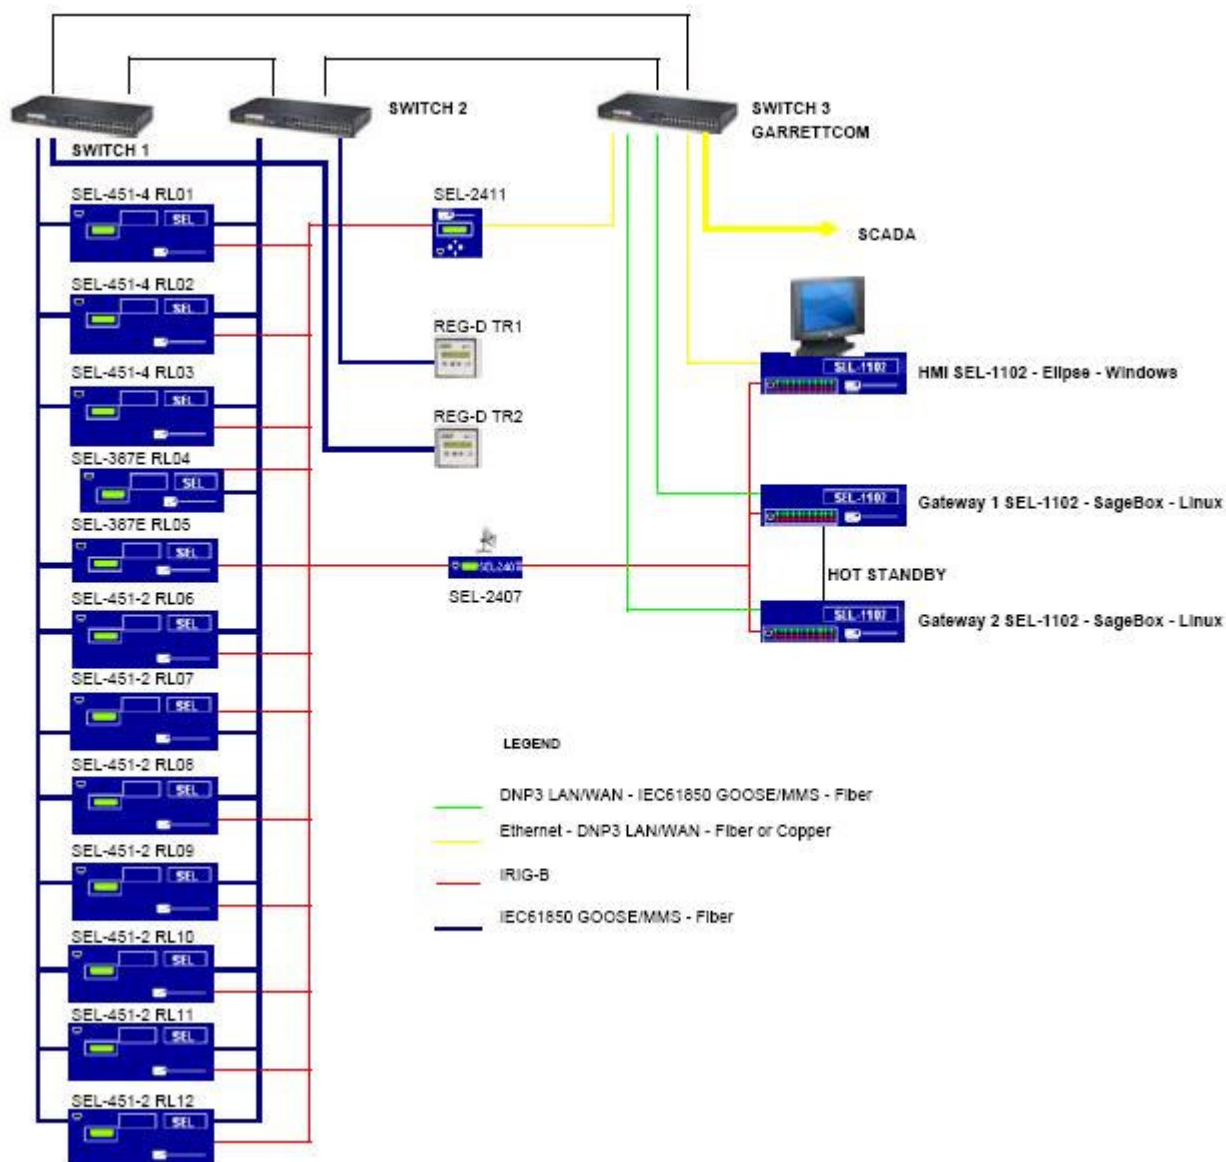 SWITCH 1
SWITCH 2
SWITCH 3
GARRETTCOM
SEL-451-4 RL01
SEL
SEL-451-4 RL02
SEL
SEL-451-4 RL03
SEL
SEL-387E RL04
SEL
SEL-387E RL05
SEL
SEL-451-2 RL06
SEL
SEL-451-2 RL07
SEL
SEL-451-2 RL08
SEL
SEL-451-2 RL09
SEL
SEL-451-2 RL10
SEL
SEL-451-2 RL11
SEL
SEL-451-2 RL12
SEL
SEL-2411
REG-D TR1
REG-D TR2
SEL-2407
SCADA
SEL-1102
HMI SEL-1102 - Elipse - Windows
SEL-1102
Gateway 1 SEL-1102 - SageBox - Linux
HOT STANDBY
SEL-1102
Gateway 2 SEL-1102 - SageBox - Linux
LEGEND
DNP3 LAN/WAN - IEC61850 GOOSE/MMS - Fiber
Ethernet - DNP3 LAN/WAN - Fiber or Copper
IRIG-B
IEC61850 GOOSE/MMS - Fiber